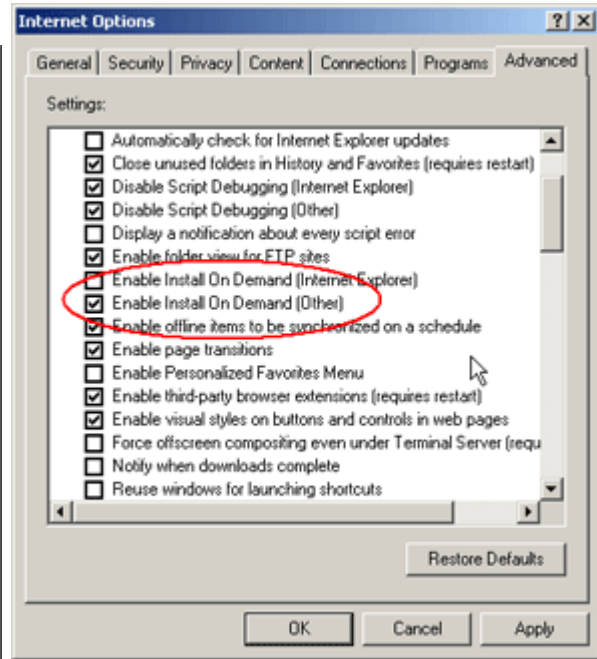 Internet Options
General Security Privacy Content Connections Programs Advanced
Settings:
Automatically check for Internet Explorer updates
Close unused folders in History and Favorites (requires restart)
Disable Script Debugging (Internet Explorer)
Disable Script Debugging (Other)
Display a notification about every script error
Enable folder view for FTP sites
Enable Install On Demand (Internet Explorer)
Enable Install On Demand (Other)
Enable offline items to be synchronized on a schedule
Enable page transitions
Enable Personalized Favorites Menu
Enable third-party browser extensions (requires restart)
Enable visual styles on buttons and controls in web pages
Force offscreen compositing even under Terminal Server (requ
Notify when downloads complete
Reuse windows for launching shortcuts
Restore Defaults
OK Cancel Apply